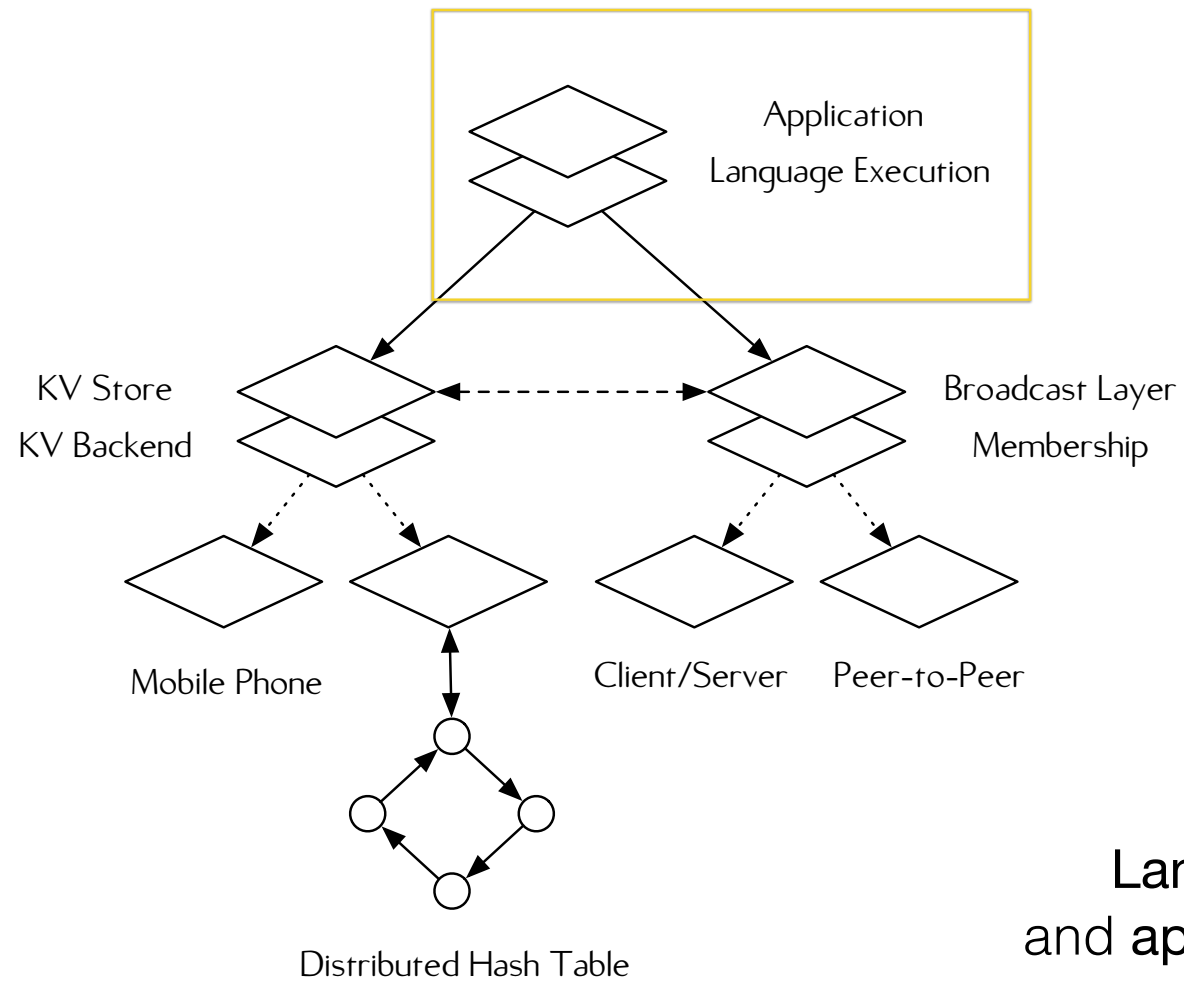 Application
Language Execution
KV Store
KV Backend
Broadcast Layer
Membership
Mobile Phone
Client/Server
Peer-to-Peer
Distributed Hash Table
and